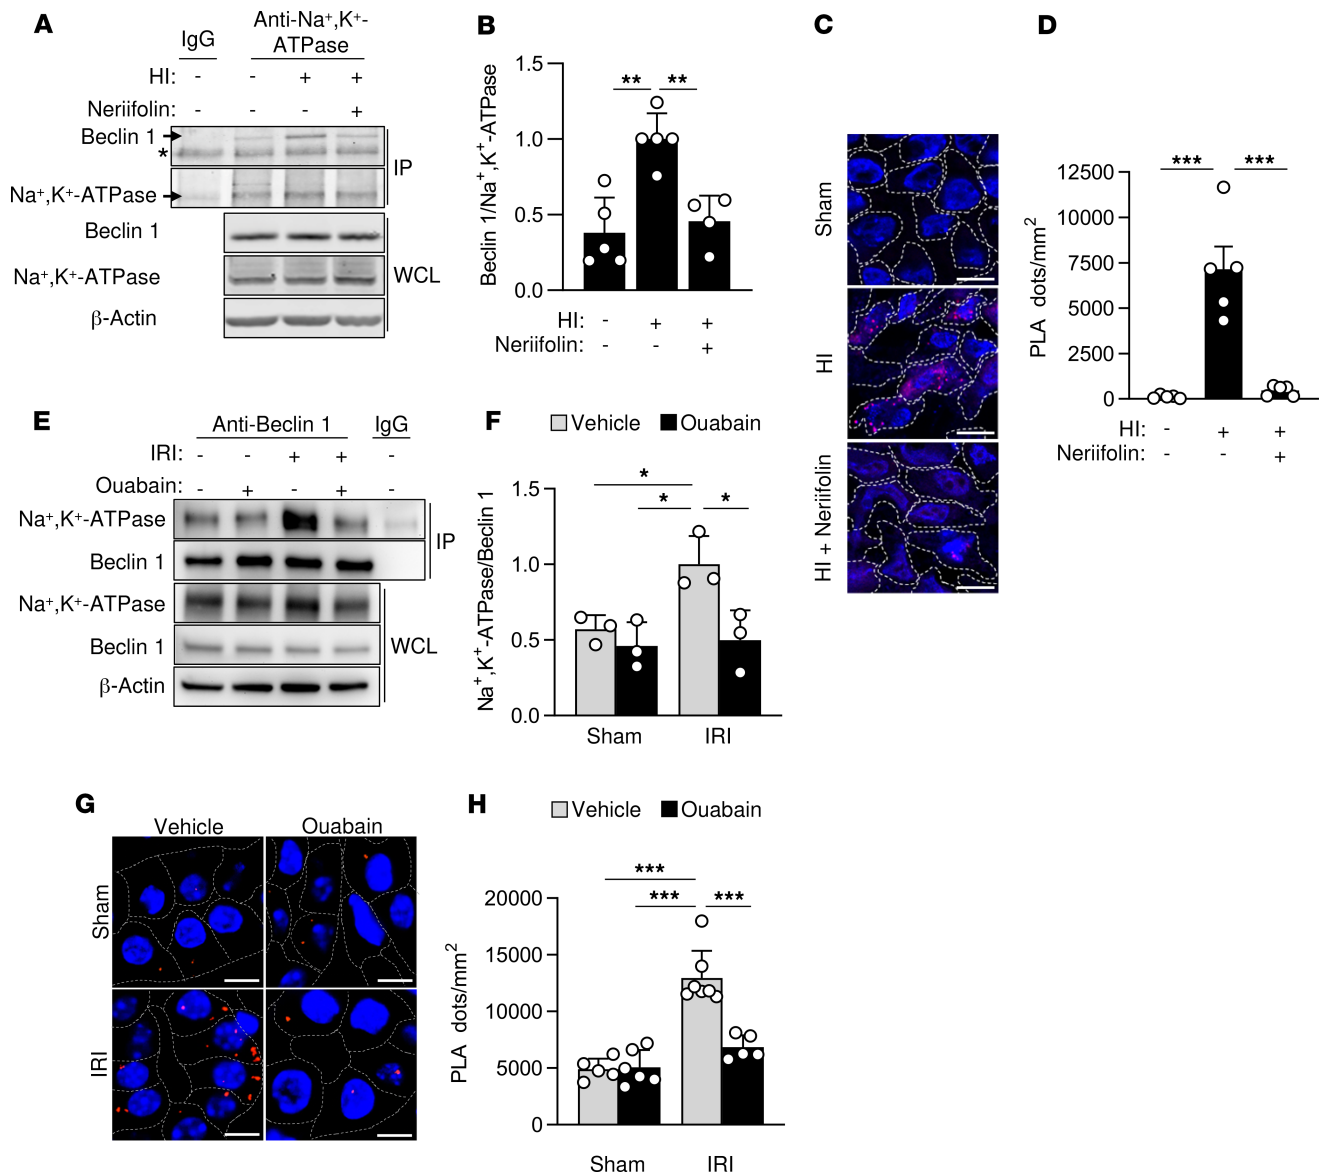 A
IgG
Anti-Na⁺,K⁺-
ATPase
HI: - - + +
Neriifolin: - - - +
Beclin 1
*
Na⁺,K⁺-ATPase
IP
Beclin 1
Na⁺,K⁺-ATPase
WCL
β-Actin
B
Beclin 1/Na⁺,K⁺-ATPase
1.5
1.0
0.5
0.0
** **
HI: - + +
Neriifolin: - - +
C
Sham
HI
HI + Neriifolin
D
PLA dots/mm²
12500
10000
7500
5000
2500
0
*** ***
HI: - + +
Neriifolin: - - +
E
Anti-Beclin 1 IgG
IRI: - - + + -
Ouabain: - + - + -
Na⁺,K⁺-ATPase
Beclin 1
IP
Na⁺,K⁺-ATPase
Beclin 1
WCL
β-Actin
F
Vehicle Ouabain
Na⁺,K⁺-ATPase/Beclin 1
1.5
1.0
0.5
0.0
*
* *
Sham IRI
G
Vehicle Ouabain
Sham
IRI
H
Vehicle Ouabain
PLA dots/mm²
20000
15000
10000
5000
0
***
*** ***
Sham IRI